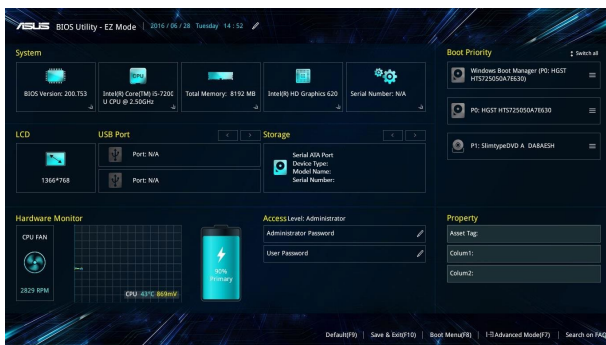 ASUS BIOS Utility - EZ Mode 2016 / 06 / 28 Tuesday 14 : 52
System
BIOS Version: 200.T53
CPU
Intel(R) Core(TM) i5-7200
U CPU @ 2.50GHz
Total Memory: 8192 MB
Intel(R) HD Graphics 620
Serial Number: N/A
Boot Priority
Switch all
Windows Boot Manager (P0: HGST
HTS725050A7E630)
P0: HGST HTS725050A7E630
P1: SlimtypeDVD A DA8AESH
LCD
1366*768
USB Port
Port: N/A
Port: N/A
Storage
Serial ATA Port
Device Type:
Model Name:
Serial Number:
Hardware Monitor
CPU FAN
2829 RPM
CPU 43°C 869mV
90%
Primary
Access Level: Administrator
Administrator Password
User Password
Property
Asset Tag:
Colum1:
Colum2:
Default(F9) Save & Exit(F10) Boot Menu(F8) Advanced Mode(F7) Search on FAQ